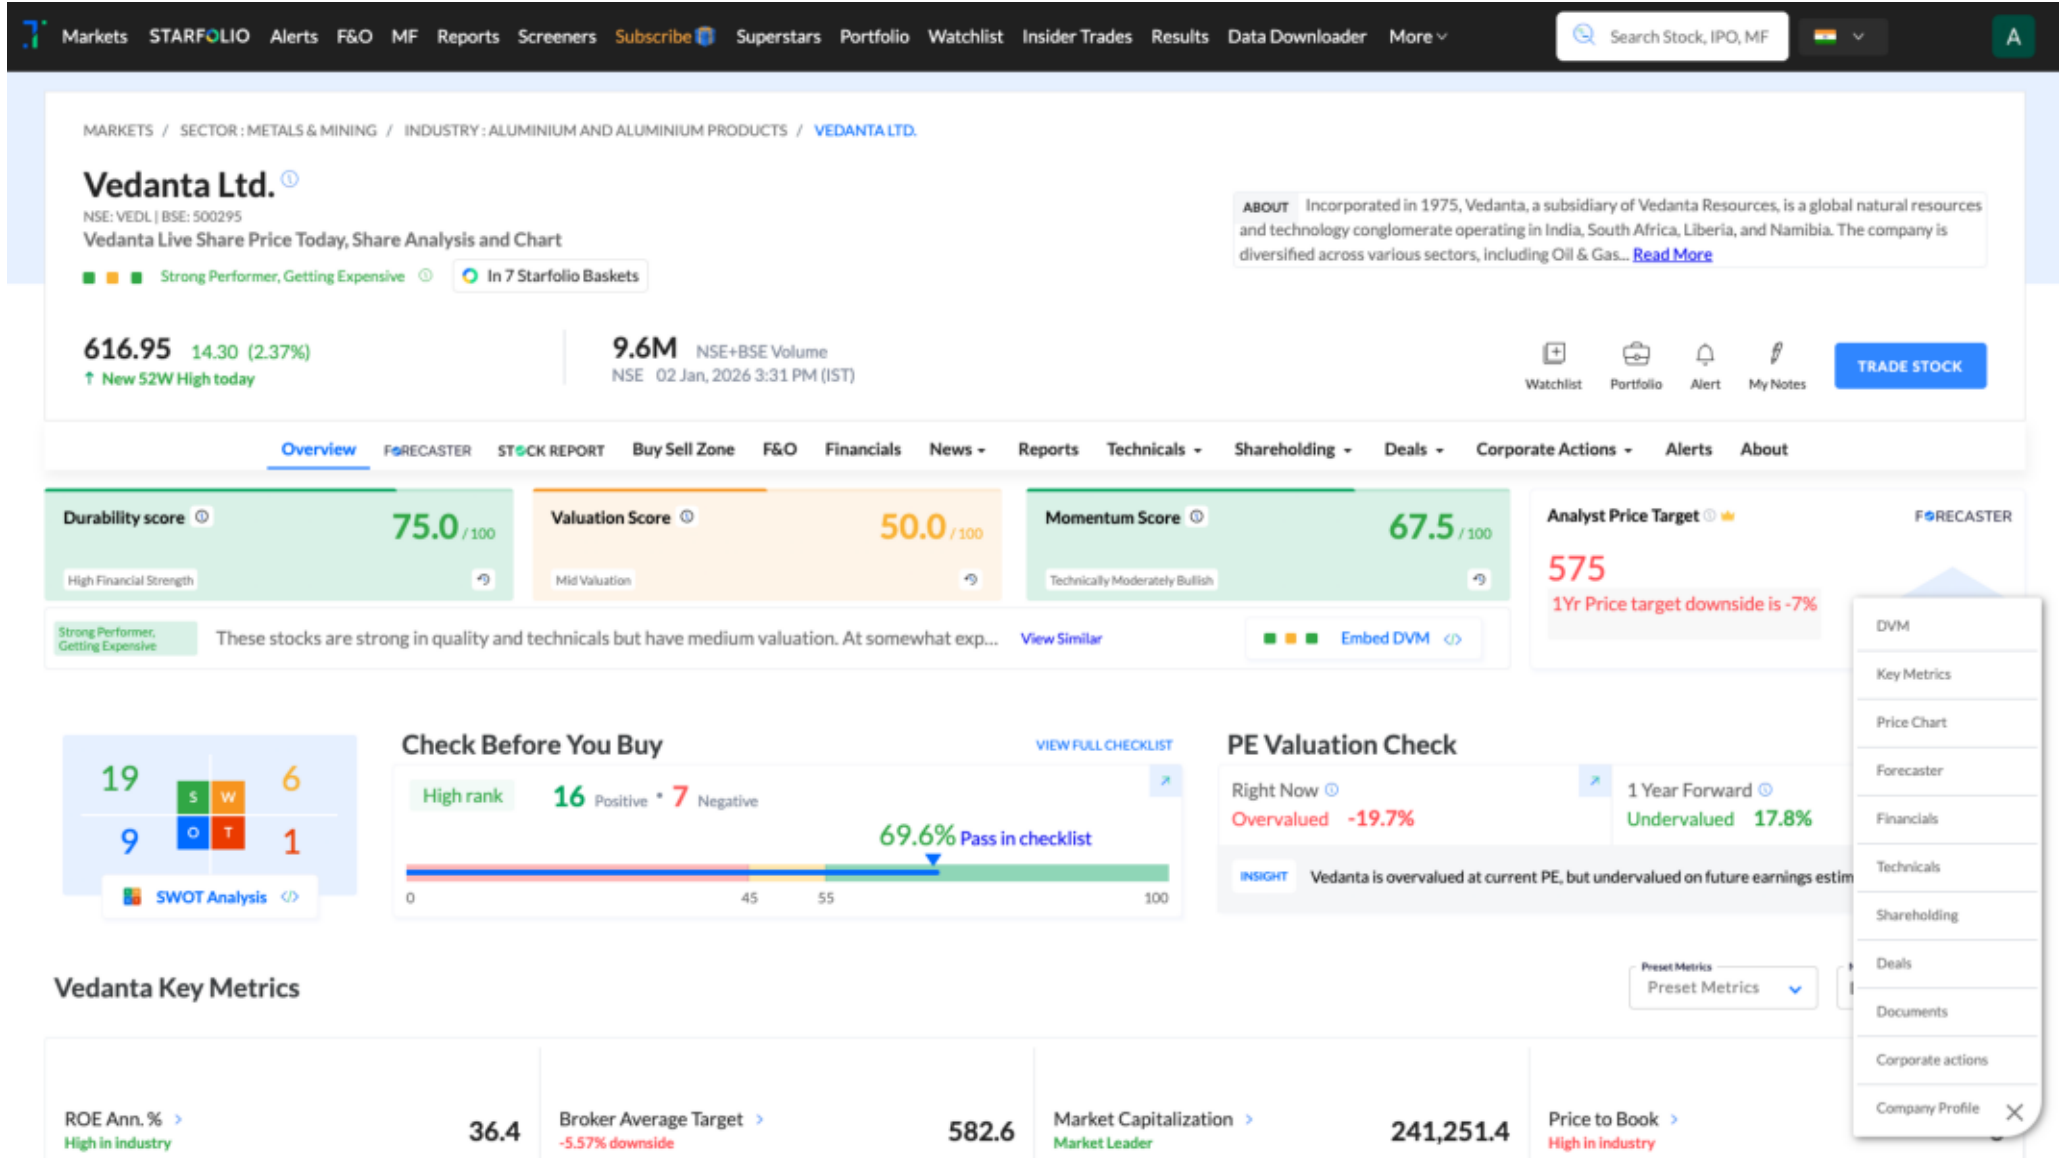 Markets STARFOLIO Alerts F&O MF Reports Screeners Subscribe Superstars Portfolio Watchlist Insider Trades Results Data Downloader More Search Stock, IPO, MF A
MARKETS / SECTOR : METALS & MINING / INDUSTRY : ALUMINIUM AND ALUMINIUM PRODUCTS / VEDANTA LTD.
Vedanta Ltd.
NSE: VEDL | BSE: 500295
Vedanta Live Share Price Today, Share Analysis and Chart
Strong Performer, Getting Expensive In 7 Starfolio Baskets
ABOUT Incorporated in 1975, Vedanta, a subsidiary of Vedanta Resources, is a global natural resources
and technology conglomerate operating in India, South Africa, Liberia, and Namibia. The company is
diversified across various sectors, including Oil & Gas... Read More
616.95 14.30 (2.37%)
New 52W High today
9.6M NSE+BSE Volume
NSE 02 Jan, 2026 3:31 PM (IST)
Watchlist Portfolio Alert My Notes TRADE STOCK
Overview FORECASTER STOCK REPORT Buy Sell Zone F&O Financials News Reports Technicals Shareholding Deals Corporate Actions Alerts About
Durability score 75.0 / 100
High Financial Strength
Valuation Score 50.0 / 100
Mid Valuation
Momentum Score 67.5 / 100
Technically Moderately Bullish
Analyst Price Target FORECASTER
575
1Yr Price target downside is -7%
Strong Performer,
Getting Expensive
These stocks are strong in quality and technicals but have medium valuation. At somewhat exp... View Similar
Embed DVM </>
19 S W 6
9 O T 1
SWOT Analysis </>
Check Before You Buy VIEW FULL CHECKLIST
High rank 16 Positive * 7 Negative
69.6% Pass in checklist
0 45 55 100
PE Valuation Check
Right Now
Overvalued -19.7%
1 Year Forward
Undervalued 17.8%
INSIGHT Vedanta is overvalued at current PE, but undervalued on future earnings estim
DVM
Key Metrics
Price Chart
Forecaster
Financials
Technicals
Shareholding
Deals
Documents
Corporate actions
Company Profile
Vedanta Key Metrics
Preset Metrics
Preset Metrics
ROE Ann. % 36.4
High in industry
Broker Average Target 582.6
-5.57% downside
Market Capitalization 241,251.4
Market Leader
Price to Book
High in industry